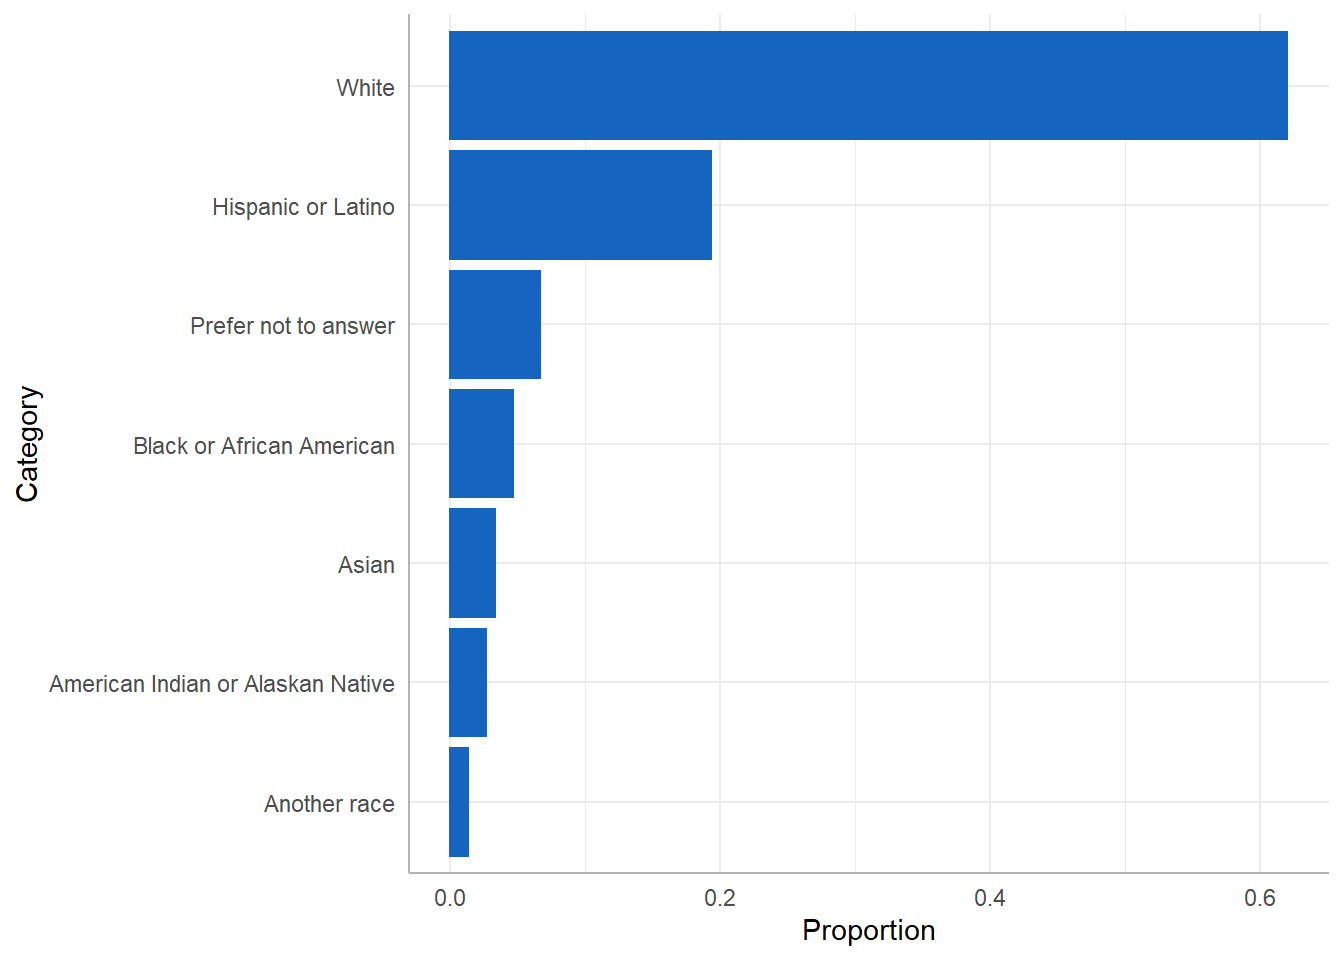 White
Hispanic or Latino
Prefer not to answer
Black or African American
Asian
American Indian or Alaskan Native
Another race
Category
0.0 0.2 0.4 0.6
Proportion